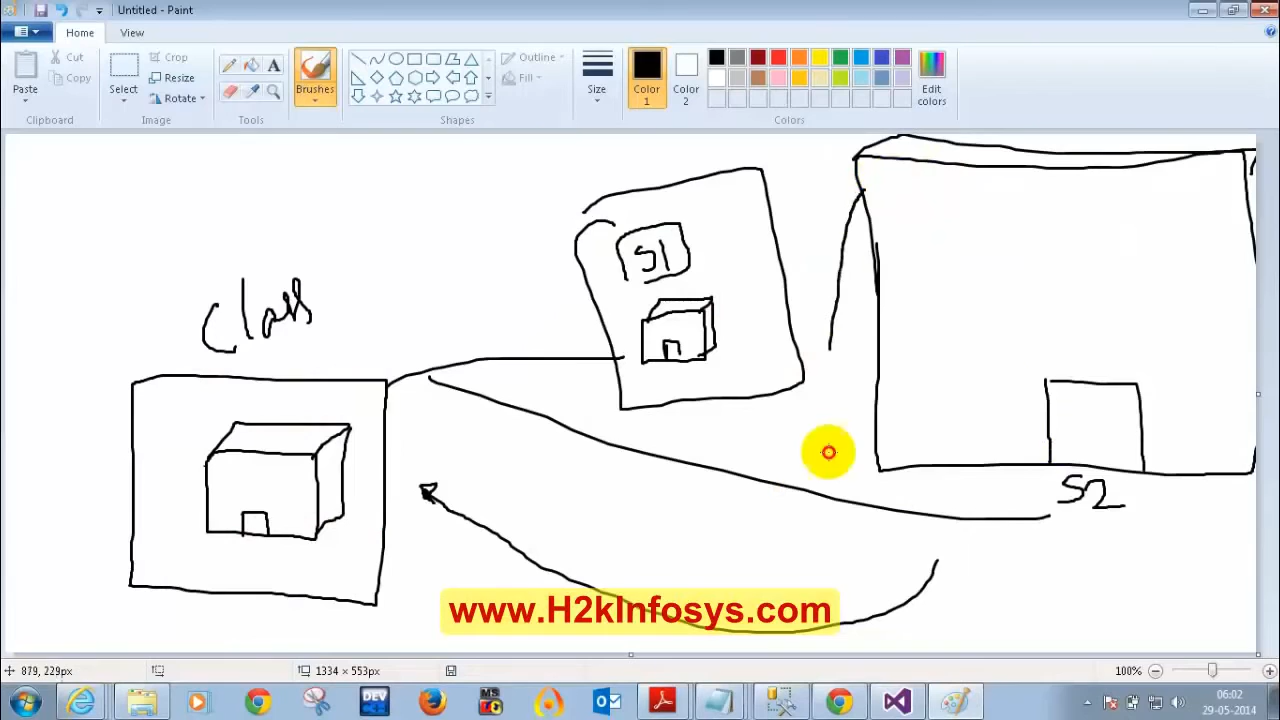 Untitled - Paint
Home View
Cut
Copy
Paste
Clipboard
Select
Crop
Resize
Rotate
Image
Tools
Brushes
Outline
Fill
Shapes
Size
Color 1
Color 2
Edit colors
Colors
S1
Class
S2
www.H2kInfosys.com
879, 229px
1334 × 553px
100%
DEV
MS
06:02
29-05-2014